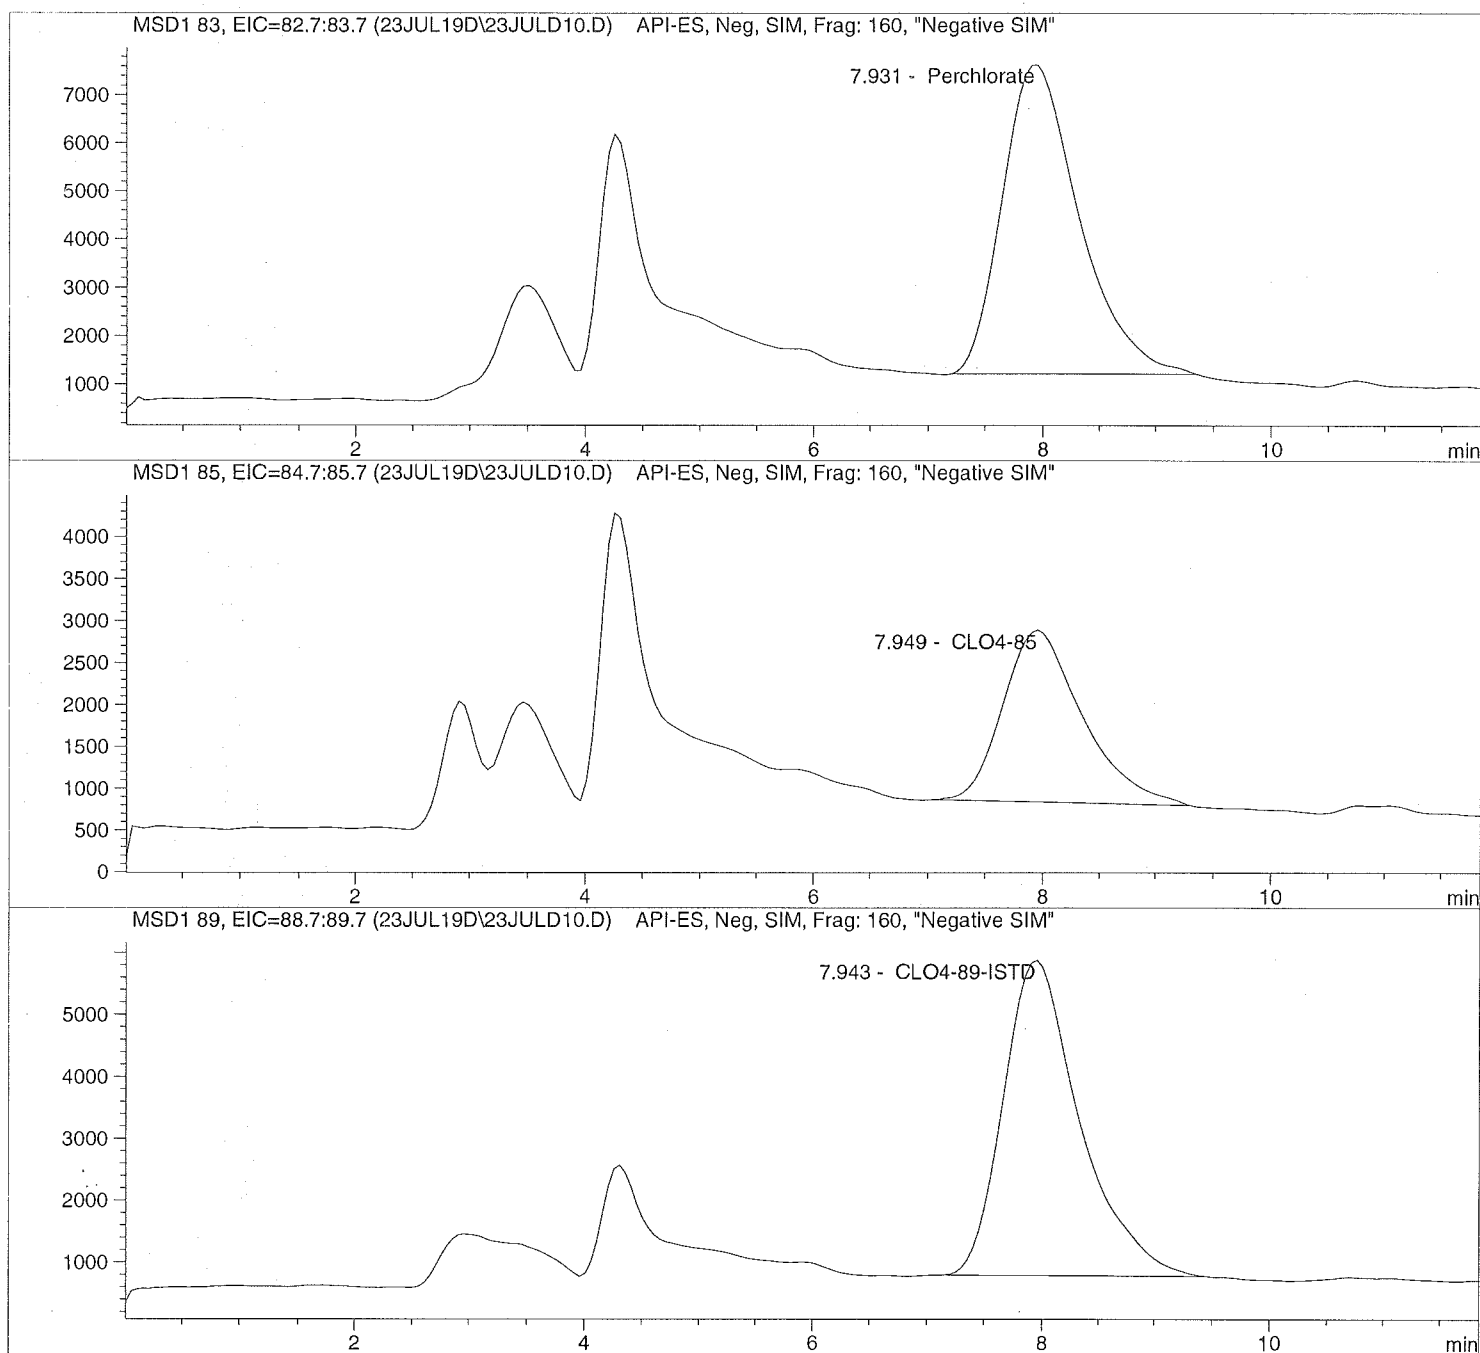 MSD1 83, EIC=82.7:83.7 (23JUL19D\23JULD10.D) API-ES, Neg, SIM, Frag: 160, "Negative SIM"
7.931 - Perchlorate
7000
6000
5000
4000
3000
2000
1000
2 4 6 8 10 min
MSD1 85, EIC=84.7:85.7 (23JUL19D\23JULD10.D) API-ES, Neg, SIM, Frag: 160, "Negative SIM"
4000
3500
3000
7.949 - CLO4-85
2500
2000
1500
1000
500
0
2 4 6 8 10 min
MSD1 89, EIC=88.7:89.7 (23JUL19D\23JULD10.D) API-ES, Neg, SIM, Frag: 160, "Negative SIM"
7.943 - CLO4-89-ISTD
5000
4000
3000
2000
1000
2 4 6 8 10 min